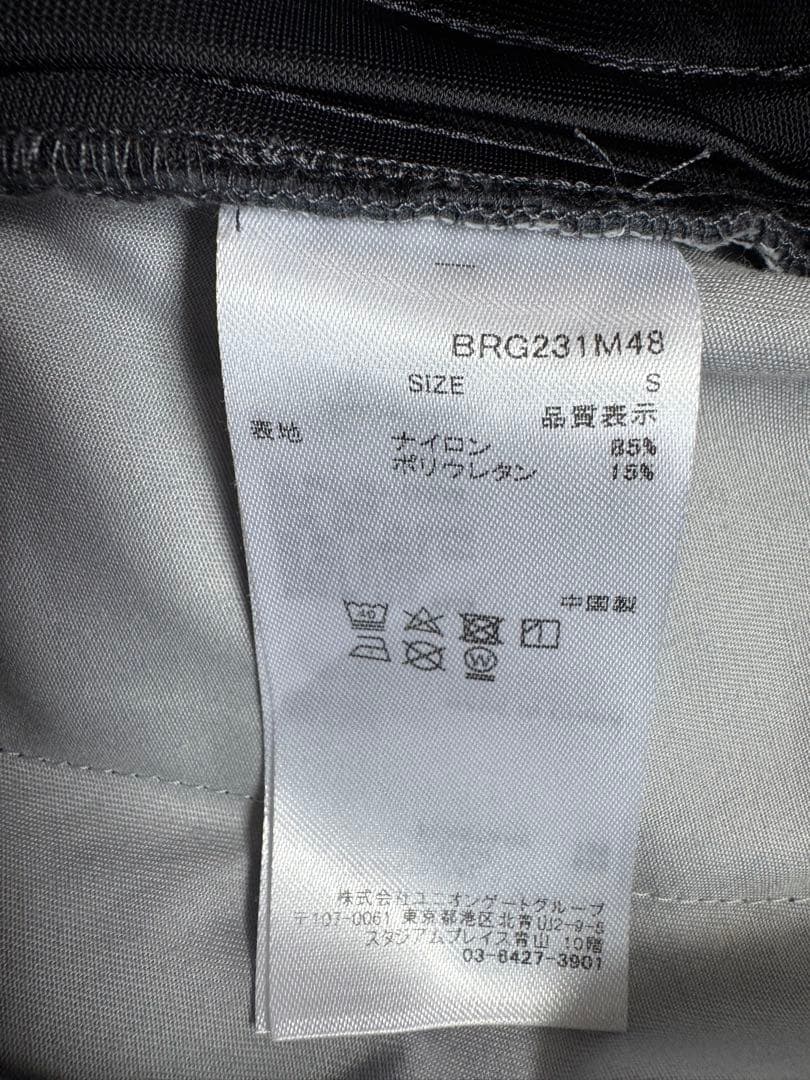 BRG231M48
SIZE S
品質表示
表地 ナイロン 85%
ポリウレタン 15%
中国製
40
W
株式会社ユニオンゲートグループ
〒107-0061 東京都港区北青山2-9-5
スタジアムプレイス青山 10階
03-6427-3901